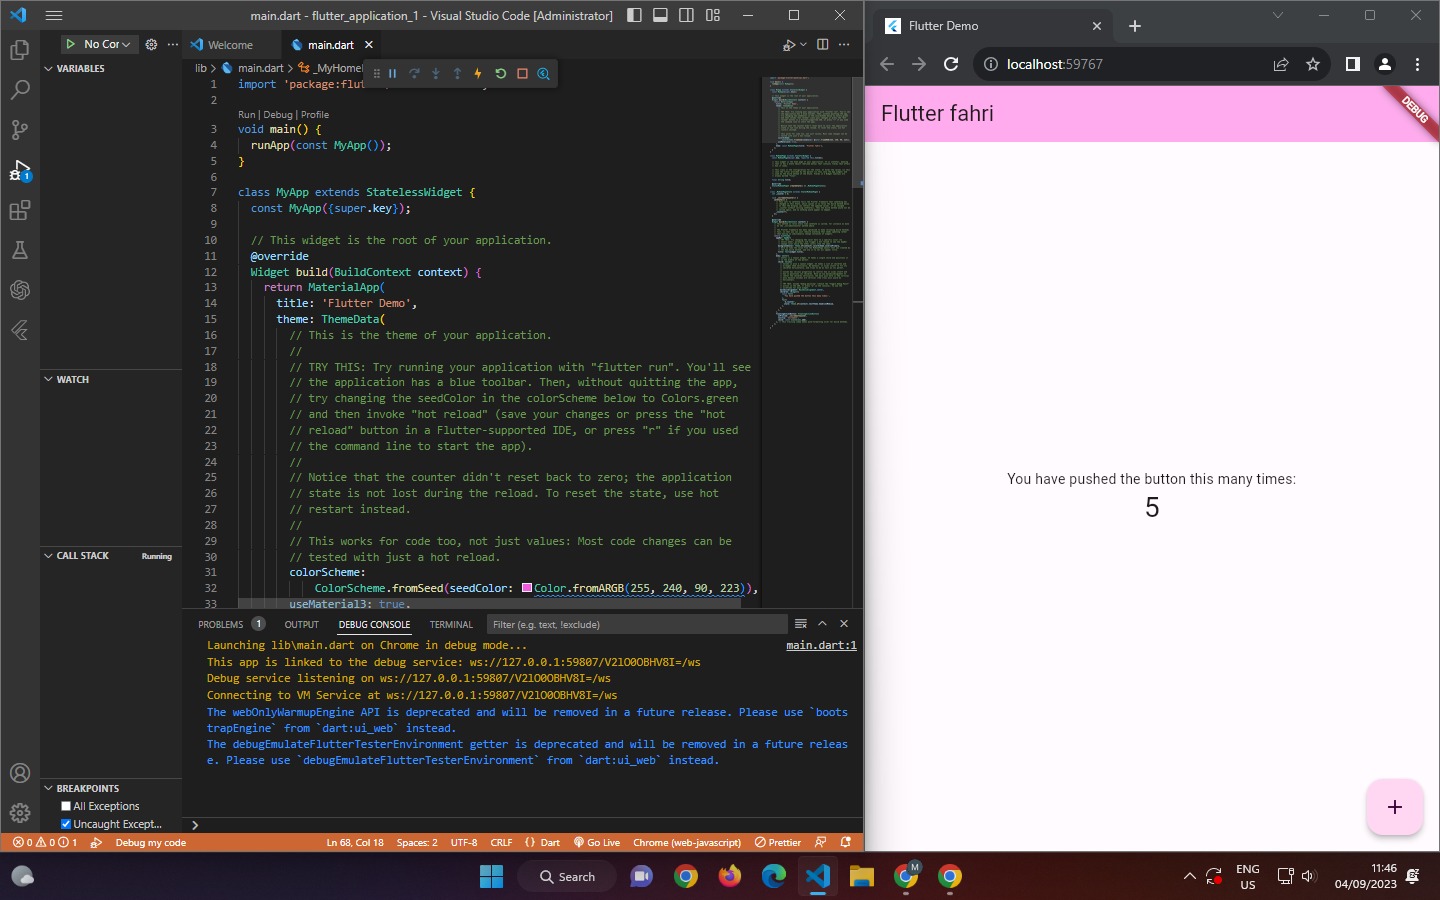 main.dart - flutter_application_1 - Visual Studio Code [Administrator]
No Cor
Welcome
main.dart
VARIABLES
lib > main.dart > _MyHomeI
1 import 'package:flut
2
Run | Debug | Profile
3 void main() {
4 runApp(const MyApp());
5 }
6
7 class MyApp extends StatelessWidget {
8 const MyApp({super.key});
9
10 // This widget is the root of your application.
11 @override
12 Widget build(BuildContext context) {
13 return MaterialApp(
14 title: 'Flutter Demo',
15 theme: ThemeData(
16 // This is the theme of your application.
17 //
18 // TRY THIS: Try running your application with "flutter run". You'll see
19 // the application has a blue toolbar. Then, without quitting the app,
20 // try changing the seedColor in the colorScheme below to Colors.green
21 // and then invoke "hot reload" (save your changes or press the "hot
22 // reload" button in a Flutter-supported IDE, or press "r" if you used
23 // the command line to start the app).
24 //
25 // Notice that the counter didn't reset back to zero; the application
26 // state is not lost during the reload. To reset the state, use hot
27 // restart instead.
28 //
29 // This works for code too, not just values: Most code changes can be
30 // tested with just a hot reload.
31 colorScheme:
32 ColorScheme.fromSeed(seedColor: Color.fromARGB(255, 240, 90, 223)),
33 useMaterial3: true,
WATCH
CALL STACK Running
BREAKPOINTS
All Exceptions
Uncaught Except...
1
PROBLEMS 1 OUTPUT DEBUG CONSOLE TERMINAL Filter (e.g. text, !exclude)
Launching lib\main.dart on Chrome in debug mode... main.dart:1
This app is linked to the debug service: ws://127.0.0.1:59807/V2lO0OBHV8I=/ws
Debug service listening on ws://127.0.0.1:59807/V2lO0OBHV8I=/ws
Connecting to VM Service at ws://127.0.0.1:59807/V2lO0OBHV8I=/ws
The webOnlyWarmupEngine API is deprecated and will be removed in a future release. Please use `boots
trapEngine` from `dart:ui_web` instead.
The debugEmulateFlutterTesterEnvironment getter is deprecated and will be removed in a future releas
e. Please use `debugEmulateFlutterTesterEnvironment` from `dart:ui_web` instead.
>
0 0 1 Debug my code Ln 68, Col 18 Spaces: 2 UTF-8 CRLF {} Dart Go Live Chrome (web-javascript) Prettier
Flutter Demo
localhost:59767
Flutter fahri
DEBUG
You have pushed the button this many times:
5
+
Search
M
ENG
US
11:46
04/09/2023